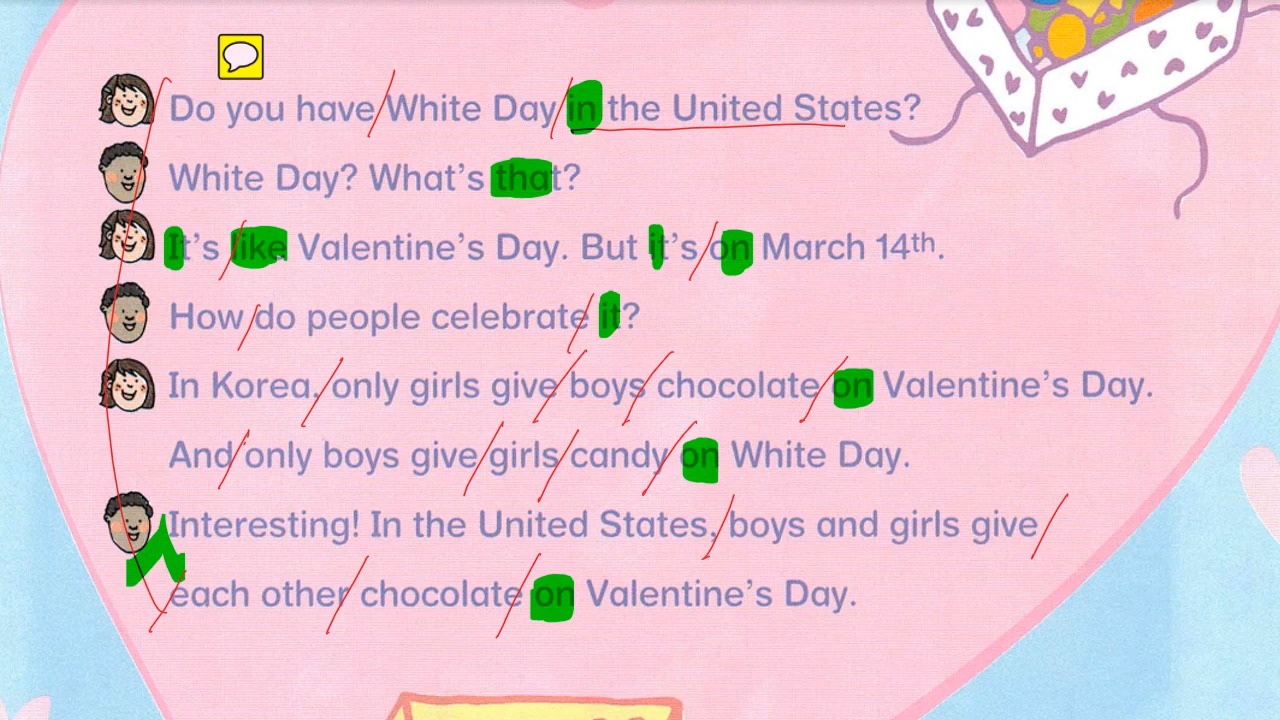 Do you have White Day in the United States?
White Day? What's that?
It's like Valentine's Day. But it's on March 14th.
How do people celebrate it?
In Korea, only girls give boys chocolate on Valentine's Day.
And only boys give girls candy on White Day.
Interesting! In the United States, boys and girls give
each other chocolate on Valentine's Day.